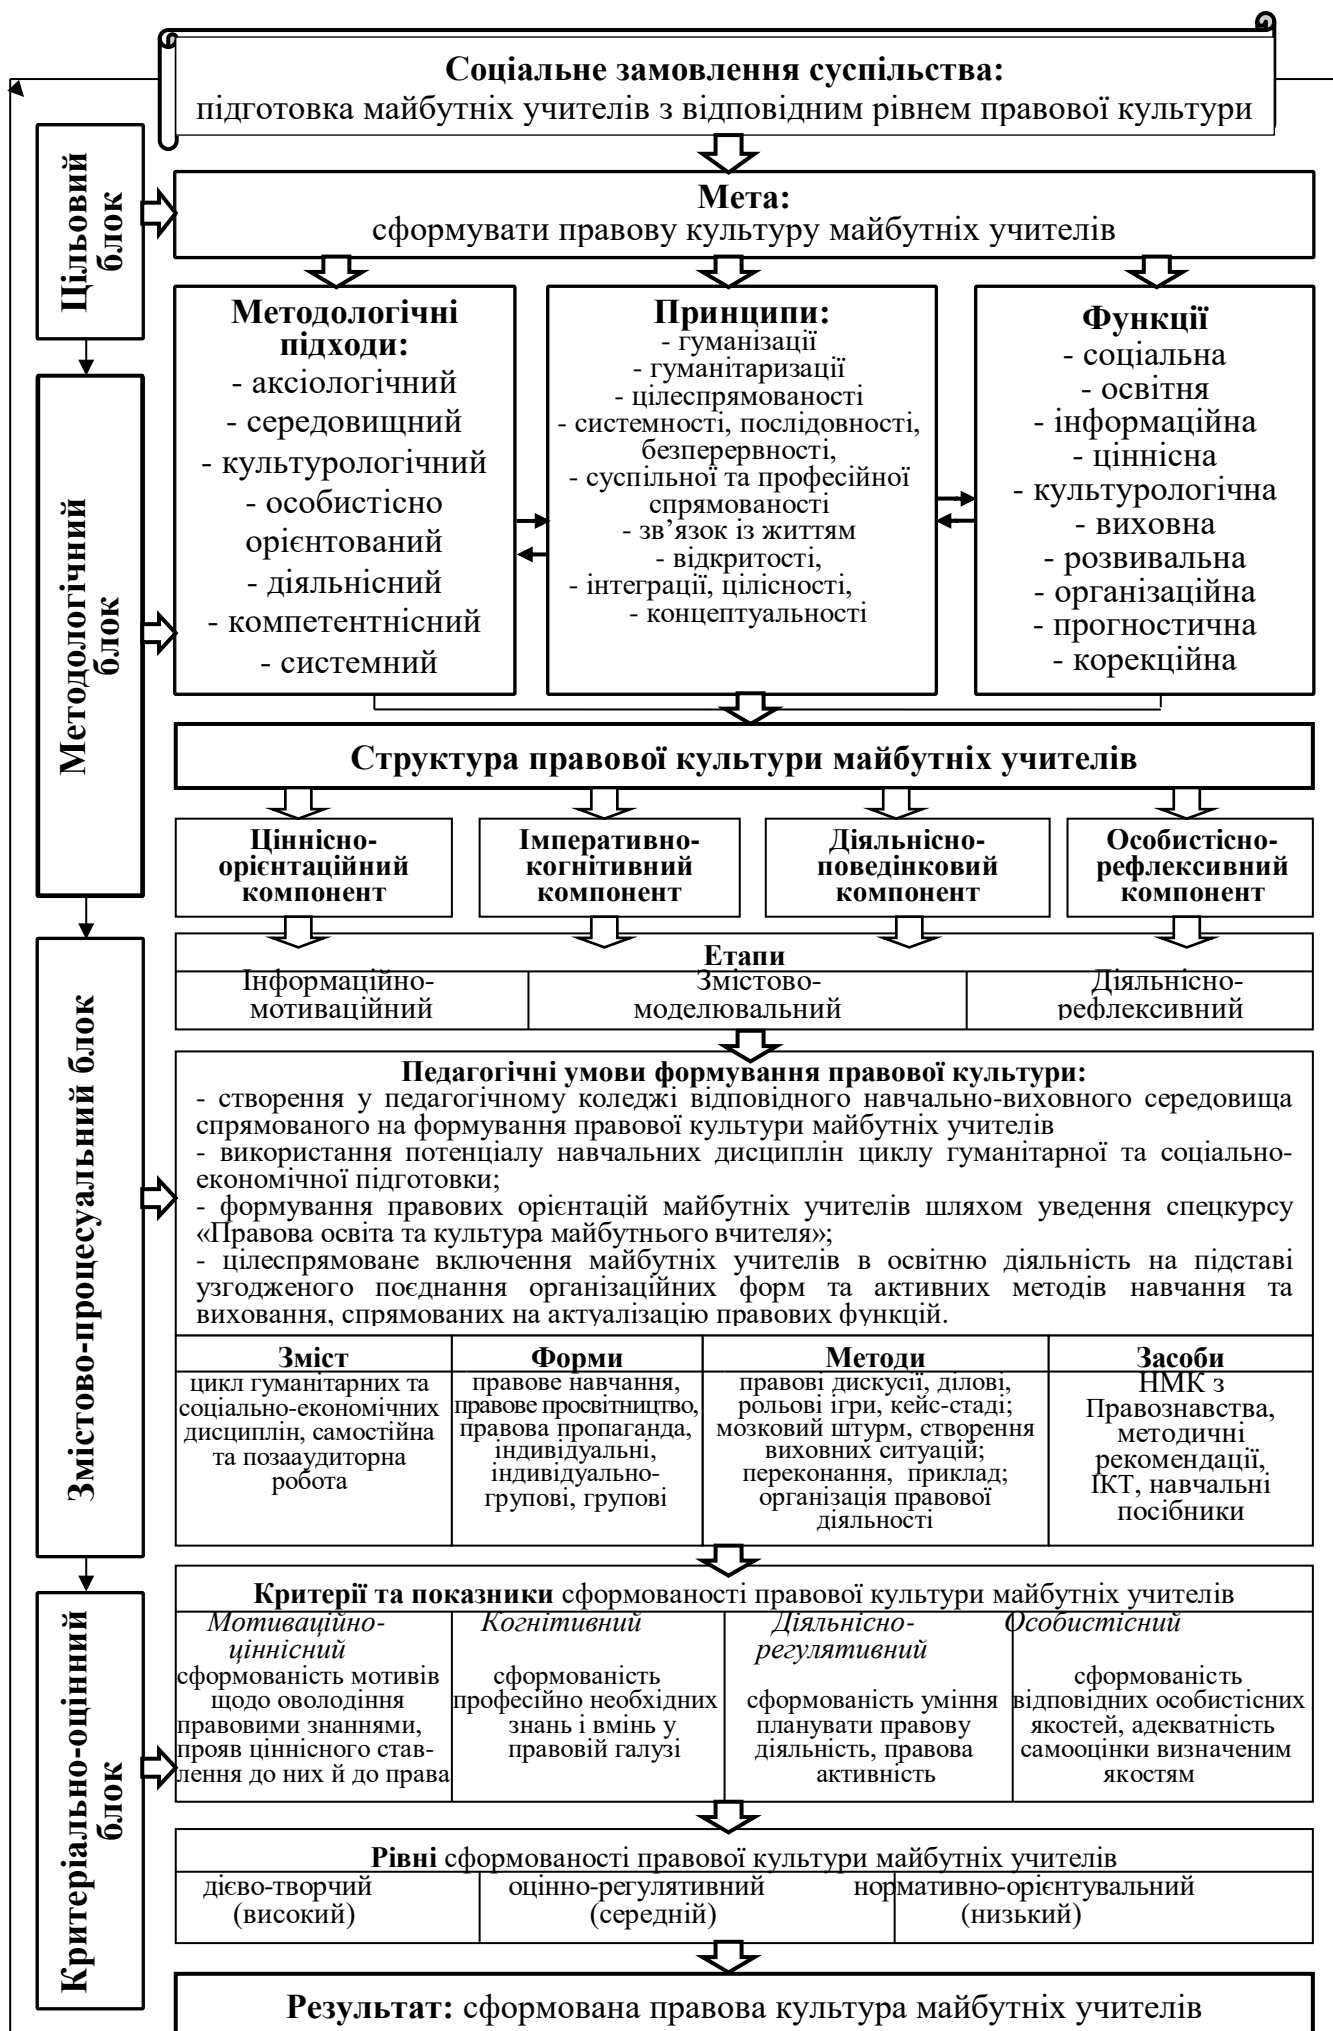 Соціальне замовлення суспільства:
підготовка майбутніх учителів з відповідним рівнем правової культури
Цільовий
блок
Мета:
сформувати правову культуру майбутніх учителів
Методологічний
блок
Методологічні
підходи:
- аксіологічний
- середовищний
- культурологічний
- особистісно
орієнтований
- діяльнісний
- компетентнісний
- системний
Принципи:
- гуманізації
- гуманітаризації
- цілеспрямованості
- системності, послідовності,
безперервності,
- суспільної та професійної
спрямованості
- зв’язок із життям
- відкритості,
- інтеграції, цілісності,
- концептуальності
Функції
- соціальна
- освітня
- інформаційна
- ціннісна
- культурологічна
- виховна
- розвивальна
- організаційна
- прогностична
- корекційна
Структура правової культури майбутніх учителів
Ціннісно-
орієнтаційний
компонент
Імперативно-
когнітивний
компонент
Діяльнісно-
поведінковий
компонент
Особистісно-
рефлексивний
компонент
Змістово-процесуальний блок
Етапи
Інформаційно-
мотиваційний
Змістово-
моделювальний
Діяльнісно-
рефлексивний
Педагогічні умови формування правової культури:
- створення у педагогічному коледжі відповідного навчально-виховного середовища
спрямованого на формування правової культури майбутніх учителів
- використання потенціалу навчальних дисциплін циклу гуманітарної та соціально-
економічної підготовки;
- формування правових орієнтацій майбутніх учителів шляхом уведення спецкурсу
«Правова освіта та культура майбутнього вчителя»;
- цілеспрямоване включення майбутніх учителів в освітню діяльність на підставі
узгодженого поєднання організаційних форм та активних методів навчання та
виховання, спрямованих на актуалізацію правових функцій.
Зміст
цикл гуманітарних та
соціально-економічних
дисциплін, самостійна
та позааудиторна
робота
Форми
правове навчання,
правове просвітництво,
правова пропаганда,
індивідуальні,
індивідуально-
групові, групові
Методи
правові дискусії, ділові,
рольові ігри, кейс-стаді;
мозковий штурм, створення
виховних ситуацій;
переконання, приклад;
організація правової
діяльності
Засоби
НМК з
Правознавства,
методичні
рекомендації,
ІКТ, навчальні
посібники
Критеріально-оцінний
блок
Критерії та показники сформованості правової культури майбутніх учителів
Мотиваційно-
ціннісний
сформованість мотивів
щодо оволодіння
правовими знаннями,
прояв ціннісного став-
лення до них й до права
Когнітивний
сформованість
професійно необхідних
знань і вмінь у
правовій галузі
Діяльнісно-
регулятивний
сформованість уміння
планувати правову
діяльність, правова
активність
Особистісний
сформованість
відповідних особистісних
якостей, адекватність
самооцінки визначеним
якостям
Рівні сформованості правової культури майбутніх учителів
дієво-творчий
(високий)
оцінно-регулятивний
(середній)
нормативно-орієнтувальний
(низький)
Результат: сформована правова культура майбутніх учителів